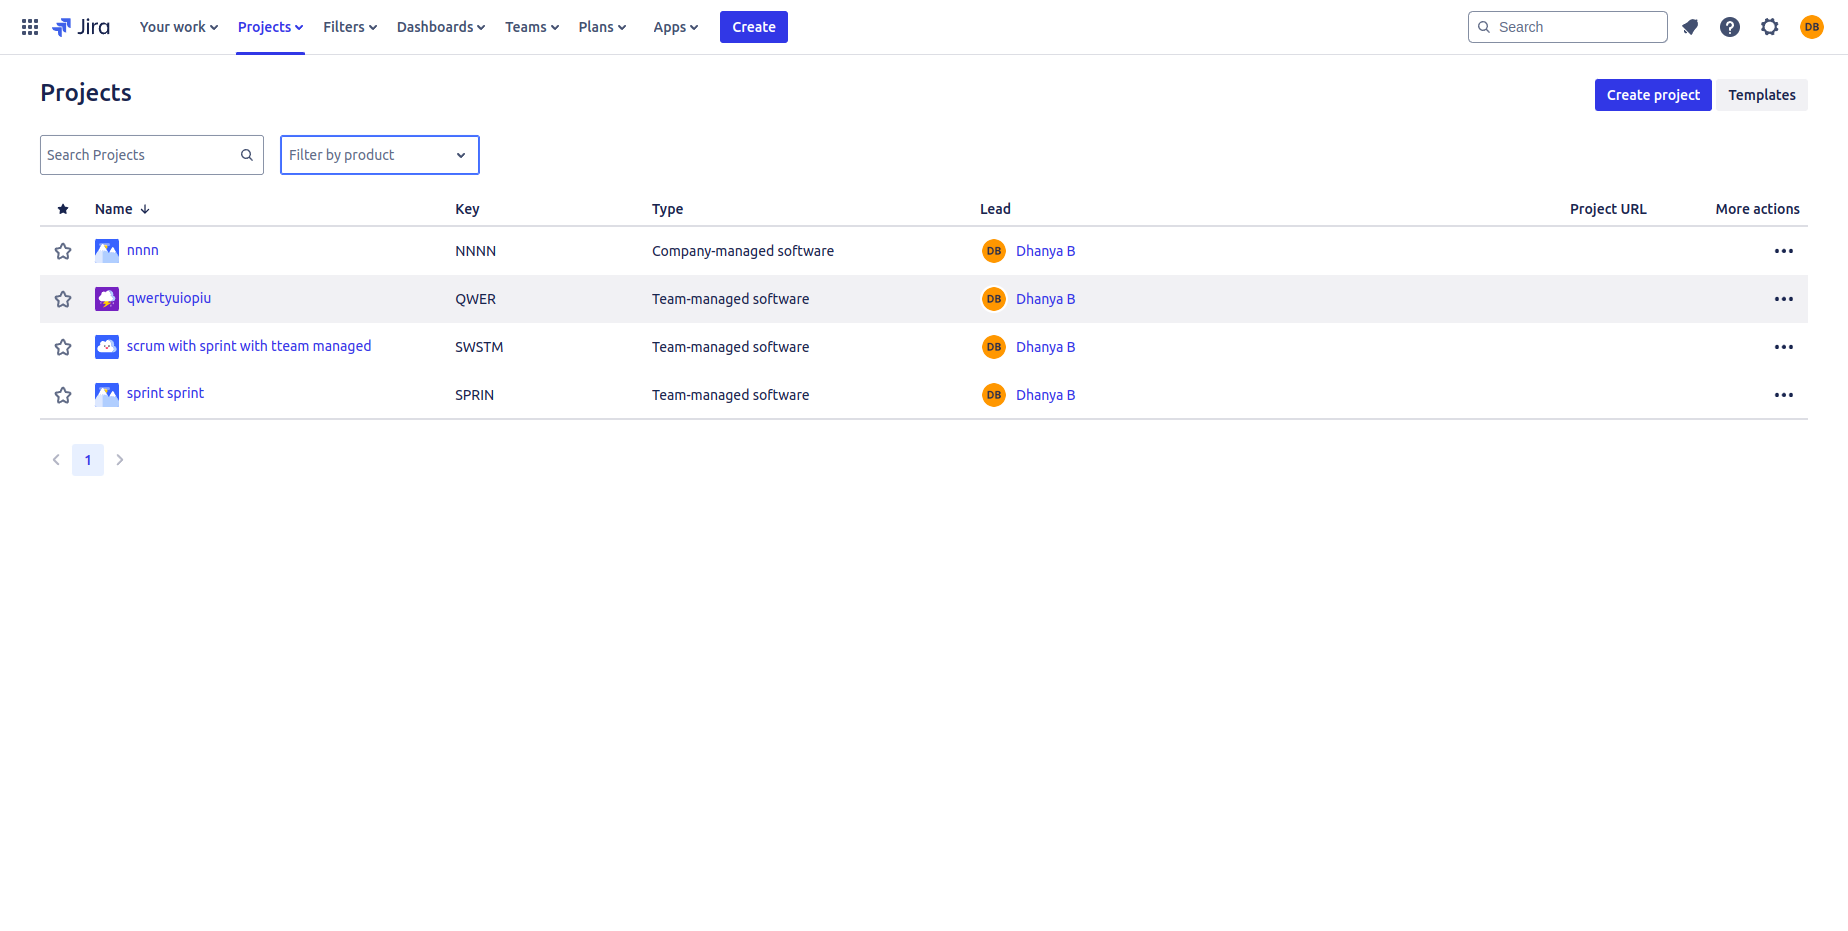 Jira Your work Projects Filters Dashboards Teams Plans Apps Create Search DB
Projects Create project Templates
Search Projects Filter by product
Name Key Type Lead Project URL More actions
nnnn NNNN Company-managed software DB Dhanya B
qwertyuiopiu QWER Team-managed software DB Dhanya B
scrum with sprint with tteam managed SWSTM Team-managed software DB Dhanya B
sprint sprint SPRIN Team-managed software DB Dhanya B
1